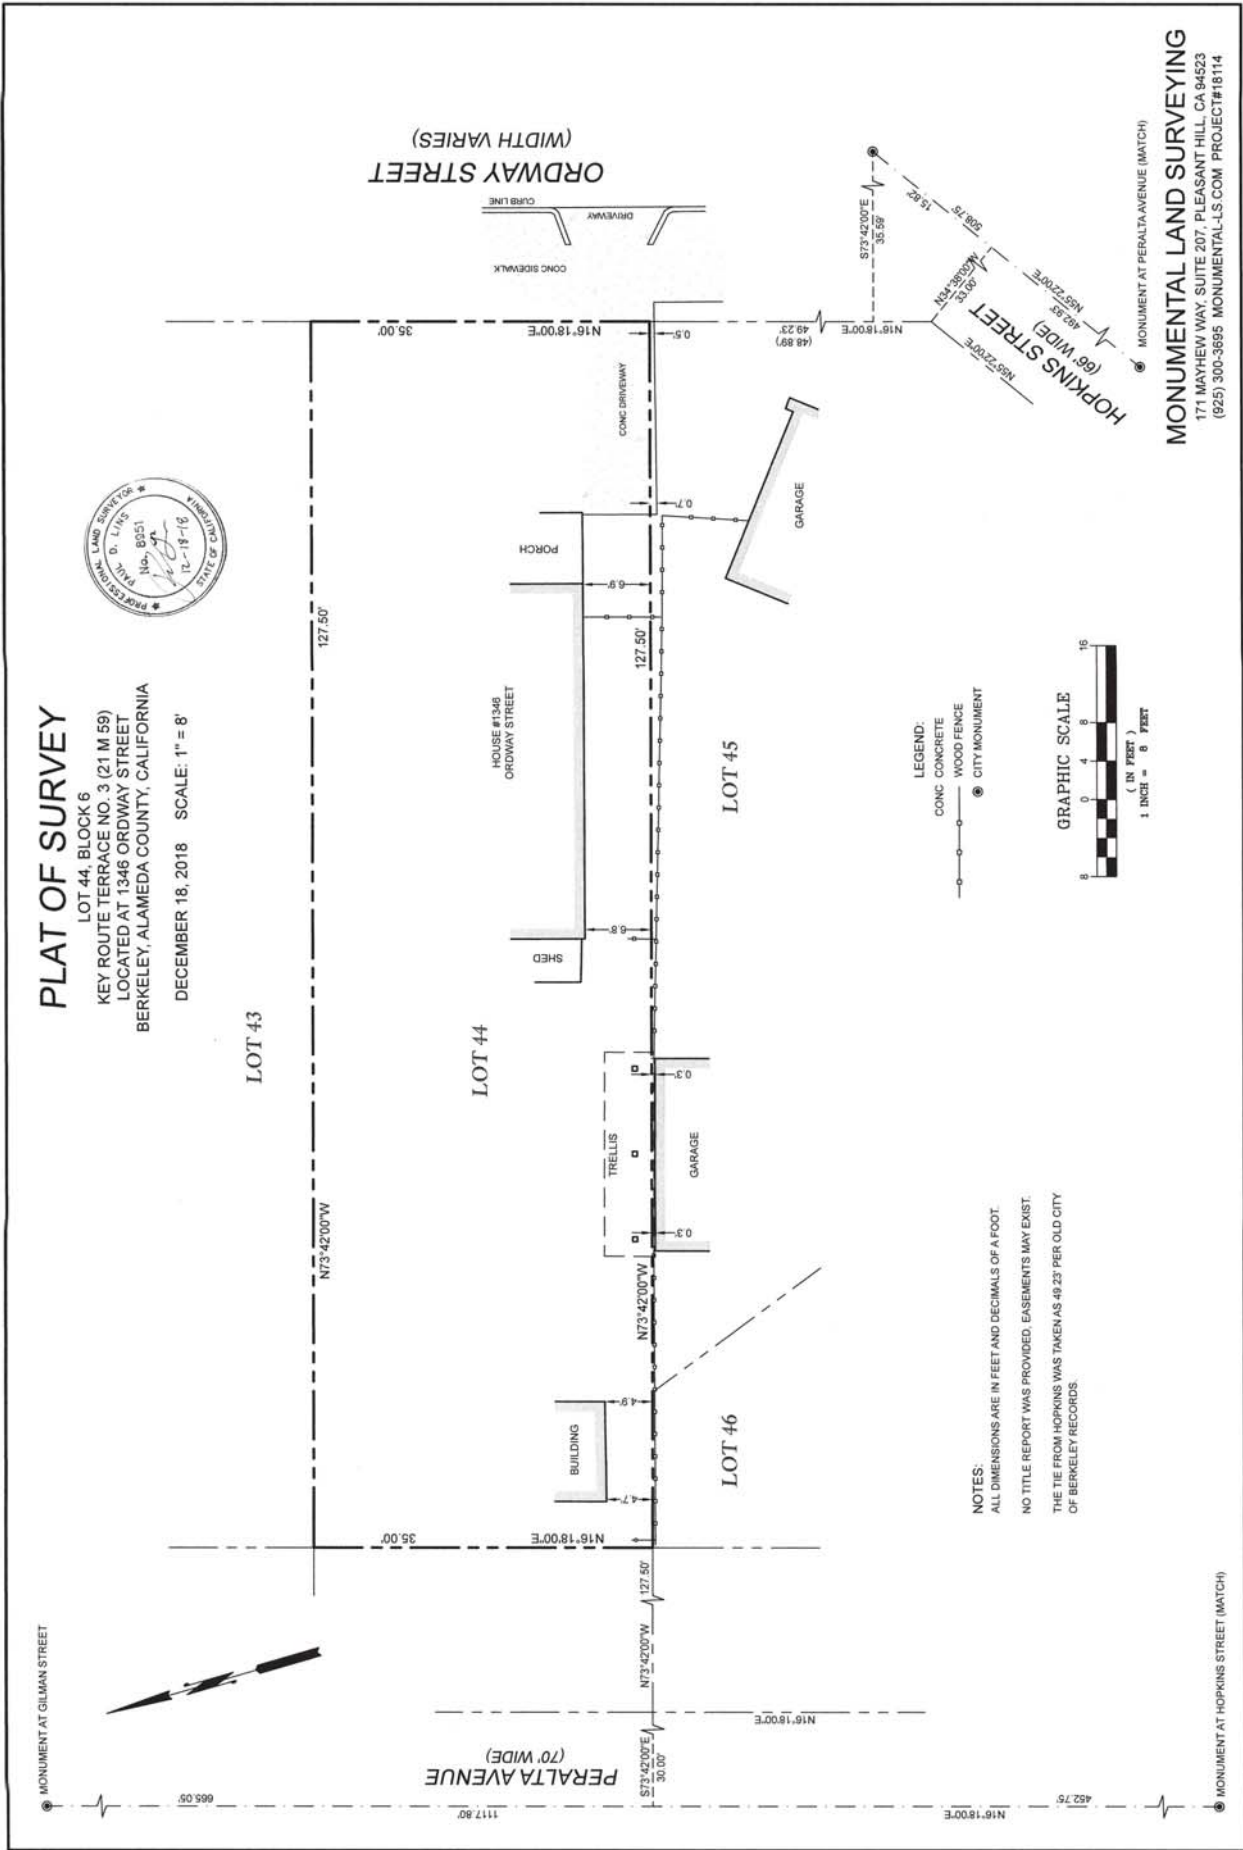 PLAT OF SURVEY
LOT 44, BLOCK 6
KEY ROUTE TERRACE NO. 3 (21 M 59)
LOCATED AT 1346 ORDWAY STREET
BERKELEY, ALAMEDA COUNTY, CALIFORNIA
DECEMBER 18, 2018 SCALE: 1" = 8'
PROFESSIONAL LAND SURVEYOR
PAUL D. LINS
No. 8951
12-18-18
STATE OF CALIFORNIA
MONUMENT AT GILMAN STREET
665.05'
1117.80'
PERALTA AVENUE
(70' WIDE)
S73°42'00"E
30.00'
N73°42'00"W
127.50'
N16°18'00"E
N16°18'00"E
452.75'
MONUMENT AT HOPKINS STREET (MATCH)
LOT 43
N73°42'00"W
127.50'
35.00'
N16°18'00"E
LOT 44
BUILDING
4.7'
4.9'
N73°42'00"W
TRELLIS
0.3'
0.3'
GARAGE
SHED
6.8'
HOUSE #1346
ORDWAY STREET
127.50'
6.9'
PORCH
CONC DRIVEWAY
0.7'
0.5'
35.00'
N16°18'00"E
CONC SIDEWALK
DRIVEWAY
CURB LINE
ORDWAY STREET
(WIDTH VARIES)
LOT 46
LOT 45
GARAGE
(48.89')
49.23'
N16°18'00"E
S73°42'00"E
35.59'
15.82'
508.75'
N34°38'00"W
33.00'
N55°22'00"E
492.93'
N55°22'00"E
HOPKINS STREET
(66' WIDE)
MONUMENT AT PERALTA AVENUE (MATCH)
LEGEND:
CONC CONCRETE
WOOD FENCE
CITY MONUMENT
GRAPHIC SCALE
8 0 4 8 16
( IN FEET )
1 INCH = 8 FEET
NOTES:
ALL DIMENSIONS ARE IN FEET AND DECIMALS OF A FOOT.
NO TITLE REPORT WAS PROVIDED, EASEMENTS MAY EXIST.
THE TIE FROM HOPKINS WAS TAKEN AS 49.23' PER OLD CITY
OF BERKELEY RECORDS.
MONUMENTAL LAND SURVEYING
171 MAYHEW WAY, SUITE 207, PLEASANT HILL, CA 94523
(925) 300-3695 MONUMENTAL-LS.COM PROJECT#18114